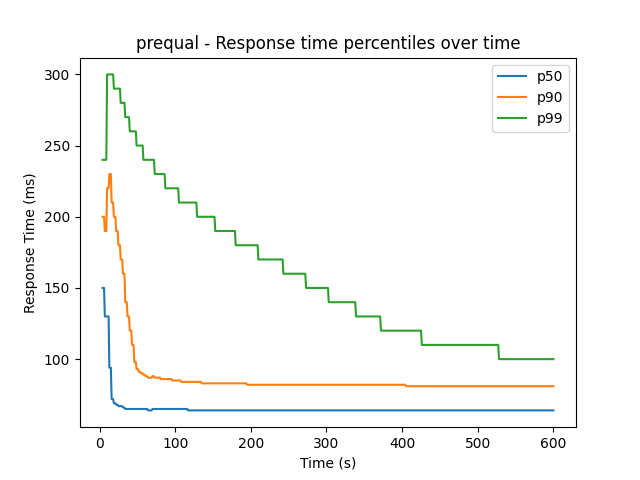 prequal - Response time percentiles over time
p50
p90
p99
300
250
200
150
100
Response Time (ms)
0 100 200 300 400 500 600
Time (s)